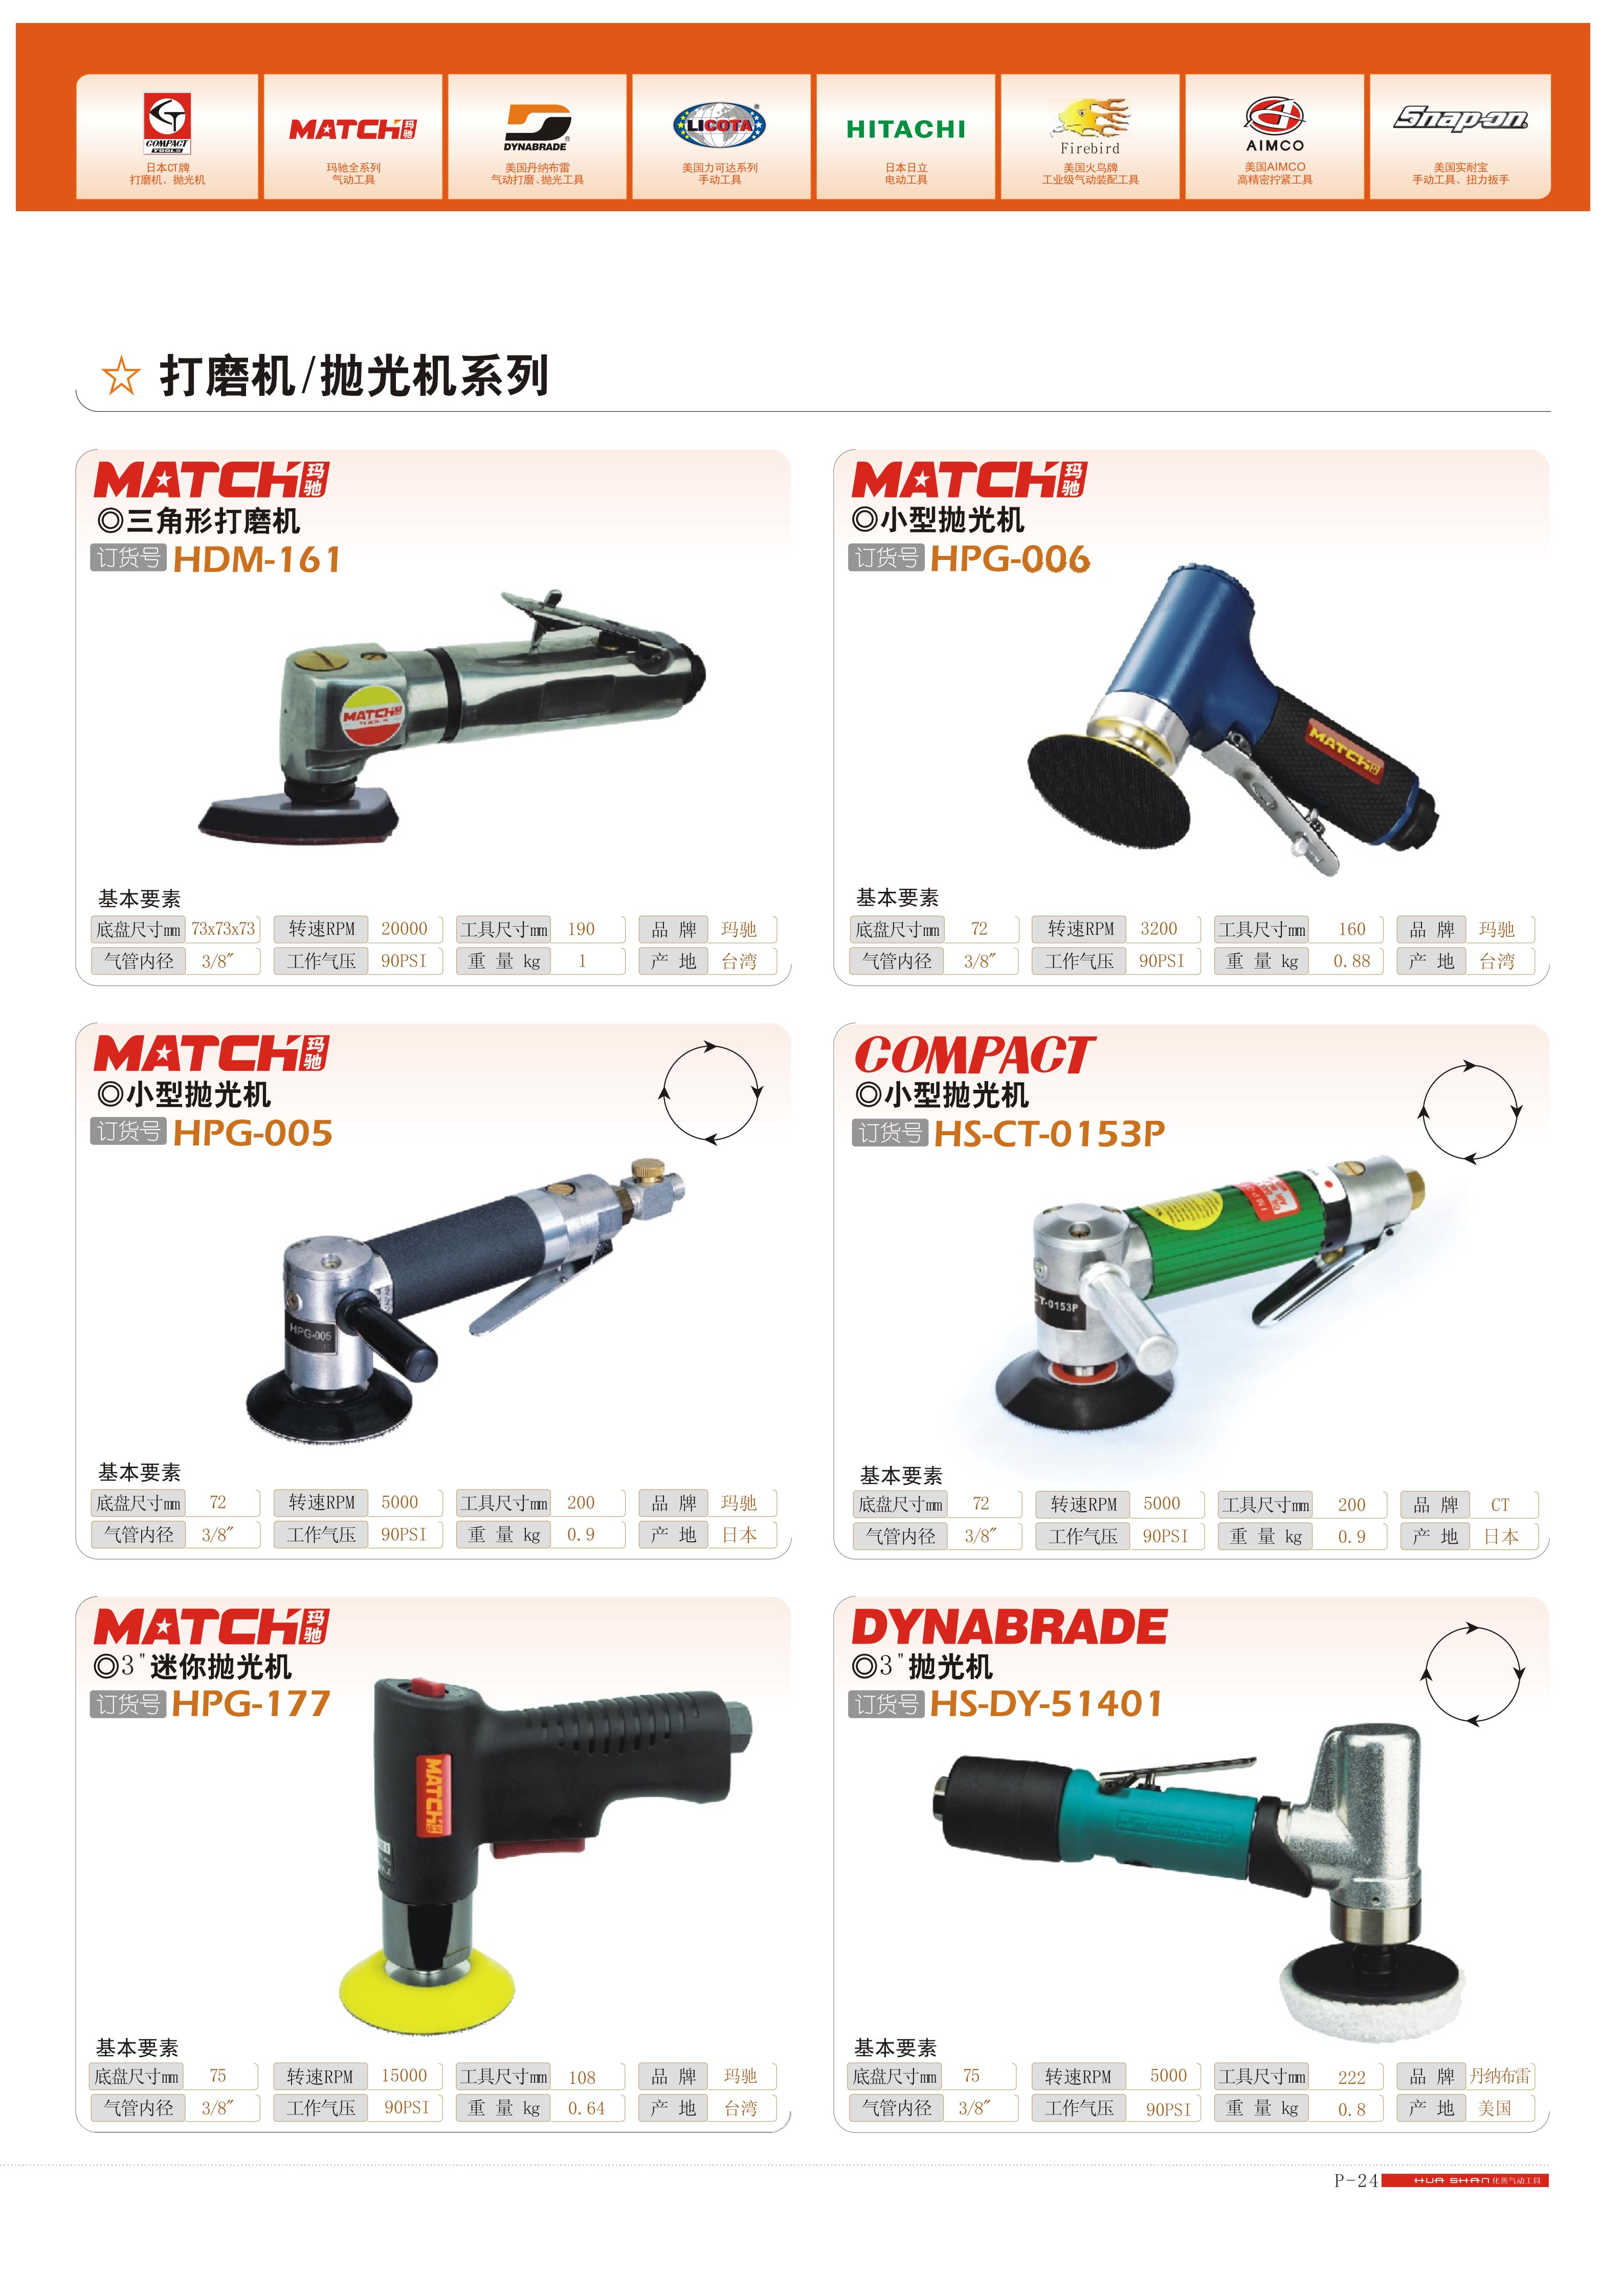 COMPACT
TOOLS
日本CT牌
打磨机、抛光机
MATCH 玛驰
玛驰全系列
气动工具
DYNABRADE ®
美国丹纳布雷
气动打磨、抛光工具
LICOTA ®
美国力可达系列
手动工具
HITACHI
日本日立
电动工具
Firebird
美国火鸟牌
工业级气动装配工具
AIMCO
美国AIMCO
高精密拧紧工具
Snap-on
美国实耐宝
手动工具、扭力扳手
☆ 打磨机/抛光机系列
MATCH 玛驰
◎三角形打磨机
订货号 HDM-161
MATCH
TOOLS
基本要素
底盘尺寸mm 73x73x73 转速RPM 20000 工具尺寸mm 190 品 牌 玛驰
气管内径 3/8″ 工作气压 90PSI 重 量 kg 1 产 地 台湾
MATCH 玛驰
◎小型抛光机
订货号 HPG-006
MATCH
基本要素
底盘尺寸mm 72 转速RPM 3200 工具尺寸mm 160 品 牌 玛驰
气管内径 3/8″ 工作气压 90PSI 重 量 kg 0.88 产 地 台湾
MATCH 玛驰
◎小型抛光机
订货号 HPG-005
HPG-005
基本要素
底盘尺寸mm 72 转速RPM 5000 工具尺寸mm 200 品 牌 玛驰
气管内径 3/8″ 工作气压 90PSI 重 量 kg 0.9 产 地 日本
COMPACT
◎小型抛光机
订货号 HS-CT-0153P
CT-0153P
基本要素
底盘尺寸mm 72 转速RPM 5000 工具尺寸mm 200 品 牌 CT
气管内径 3/8″ 工作气压 90PSI 重 量 kg 0.9 产 地 日本
MATCH 玛驰
◎3"迷你抛光机
订货号 HPG-177
MATCH
基本要素
底盘尺寸mm 75 转速RPM 15000 工具尺寸mm 108 品 牌 玛驰
气管内径 3/8″ 工作气压 90PSI 重 量 kg 0.64 产 地 台湾
DYNABRADE
◎3"抛光机
订货号 HS-DY-51401
基本要素
底盘尺寸mm 75 转速RPM 5000 工具尺寸mm 222 品 牌 丹纳布雷
气管内径 3/8″ 工作气压 90PSI 重 量 kg 0.8 产 地 美国
P-24 HUA SHAN 化善气动工具